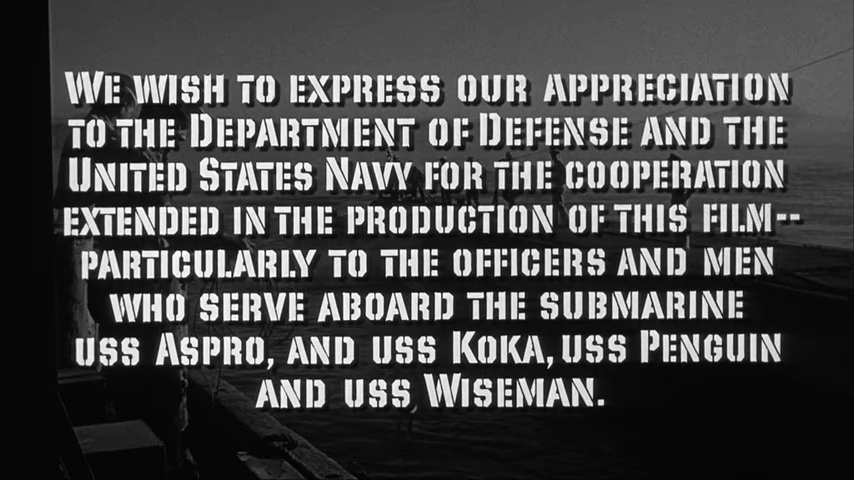 We wish to express our appreciation
to the Department of Defense and the
United States Navy for the cooperation
extended in the production of this film--
particularly to the officers and men
who serve aboard the submarine
USS Aspro, and USS Koka, USS Penguin
and USS Wiseman.